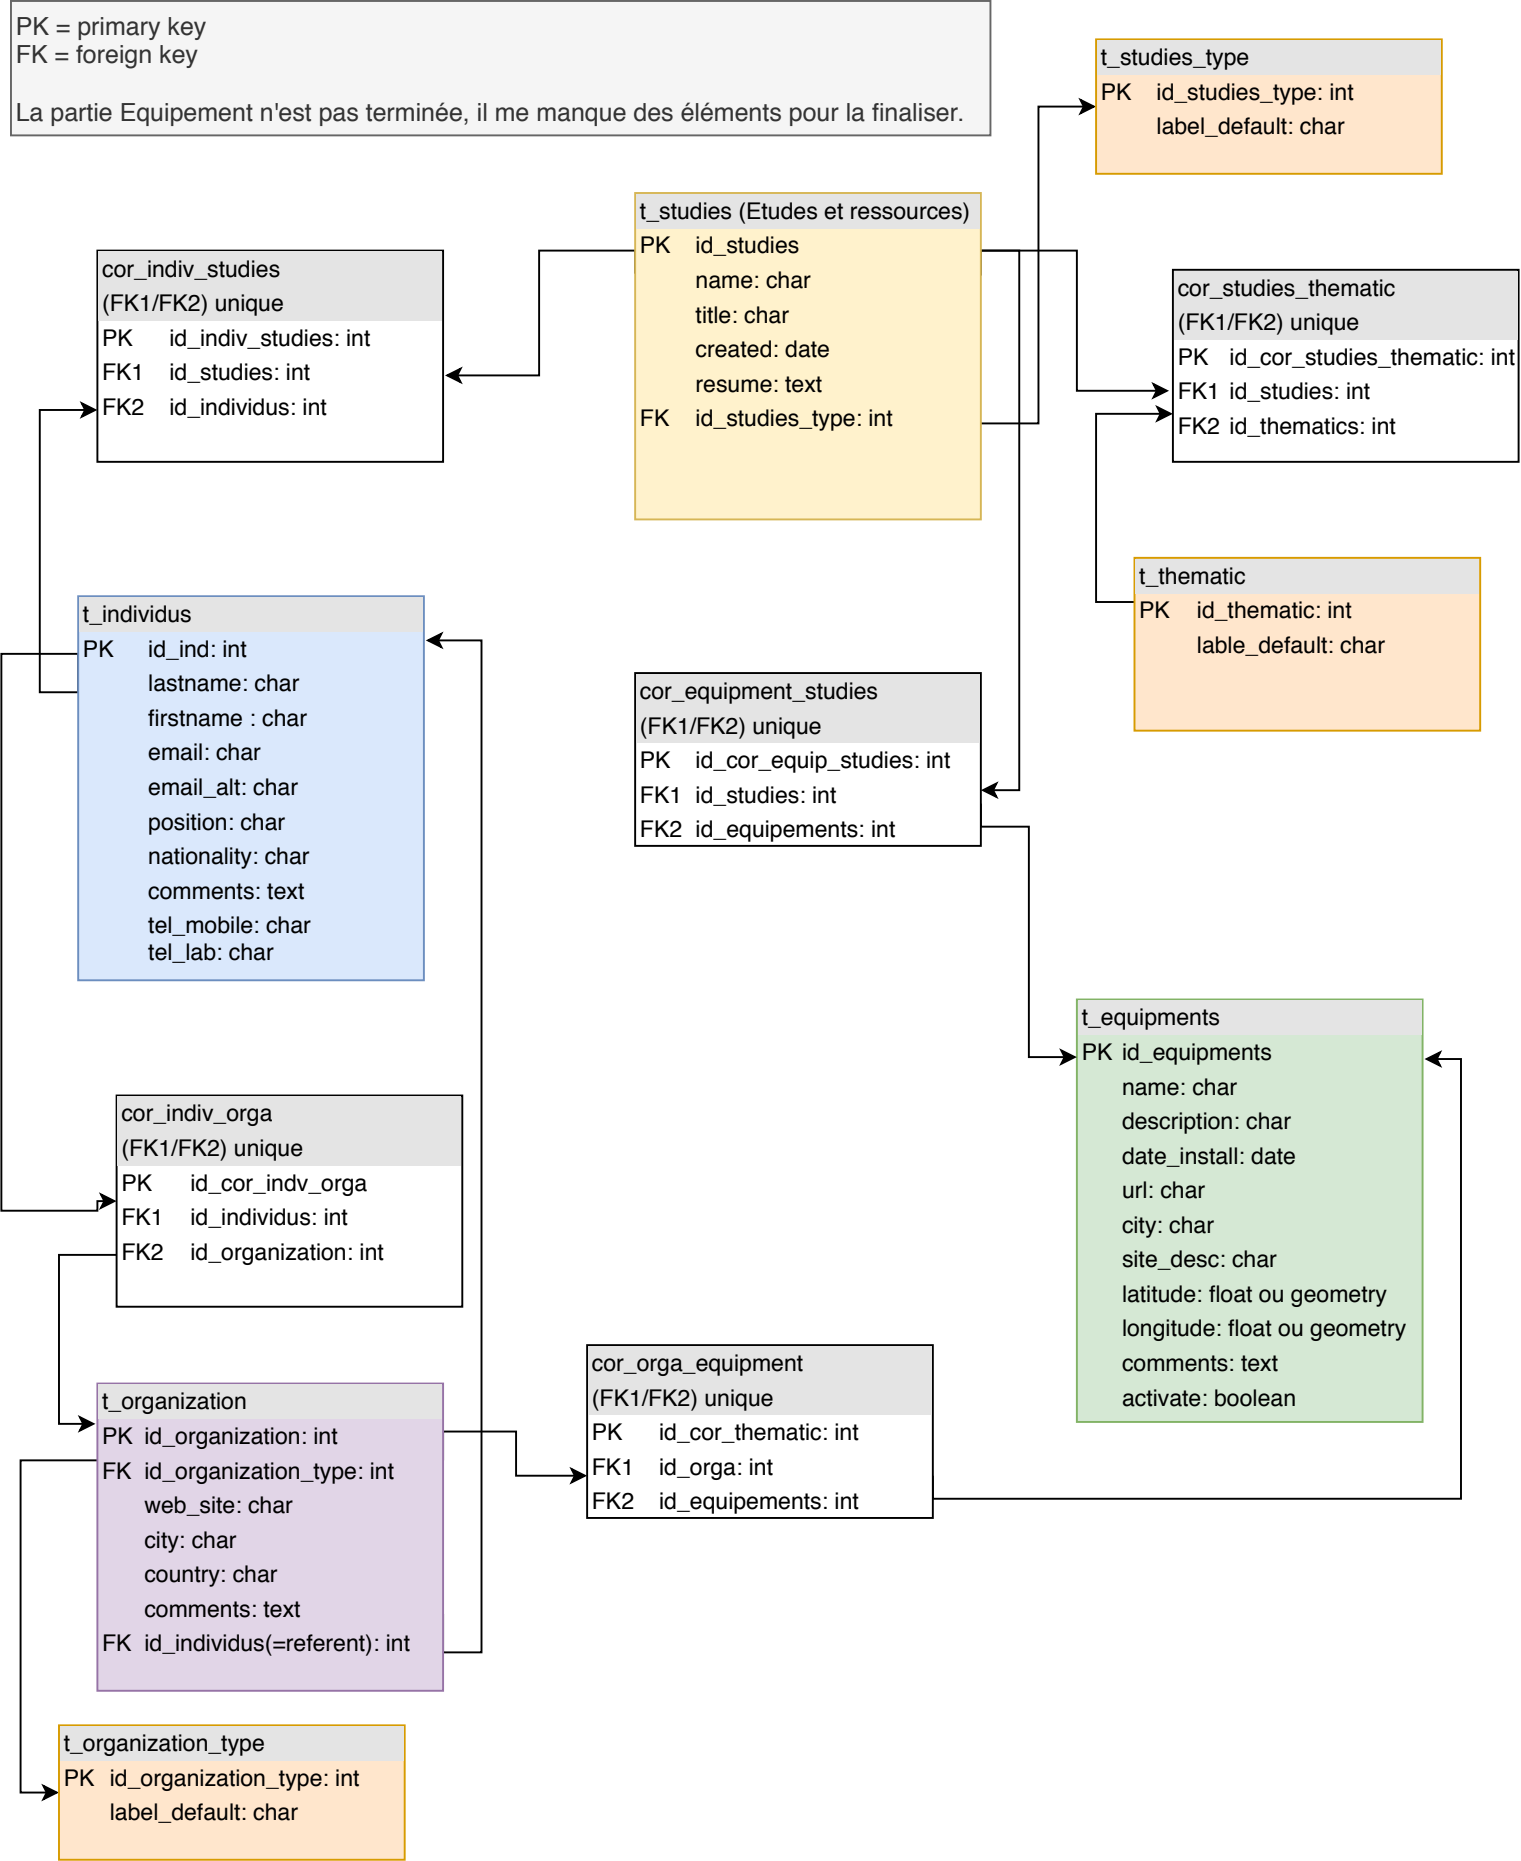 PK = primary key
FK = foreign key
La partie Equipement n'est pas terminée, il me manque des éléments pour la finaliser.
t_studies_type
PK id_studies_type: int
label_default: char
t_studies (Etudes et ressources)
PK id_studies
name: char
title: char
created: date
resume: text
FK id_studies_type: int
cor_indiv_studies
(FK1/FK2) unique
PK id_indiv_studies: int
FK1 id_studies: int
FK2 id_individus: int
cor_studies_thematic
(FK1/FK2) unique
PK id_cor_studies_thematic: int
FK1 id_studies: int
FK2 id_thematics: int
t_thematic
PK id_thematic: int
lable_default: char
t_individus
PK id_ind: int
lastname: char
firstname : char
email: char
email_alt: char
position: char
nationality: char
comments: text
tel_mobile: char
tel_lab: char
cor_equipment_studies
(FK1/FK2) unique
PK id_cor_equip_studies: int
FK1 id_studies: int
FK2 id_equipements: int
t_equipments
PK id_equipments
name: char
description: char
date_install: date
url: char
city: char
site_desc: char
latitude: float ou geometry
longitude: float ou geometry
comments: text
activate: boolean
cor_indiv_orga
(FK1/FK2) unique
PK id_cor_indv_orga
FK1 id_individus: int
FK2 id_organization: int
cor_orga_equipment
(FK1/FK2) unique
PK id_cor_thematic: int
FK1 id_orga: int
FK2 id_equipements: int
t_organization
PK id_organization: int
FK id_organization_type: int
web_site: char
city: char
country: char
comments: text
FK id_individus(=referent): int
t_organization_type
PK id_organization_type: int
label_default: char